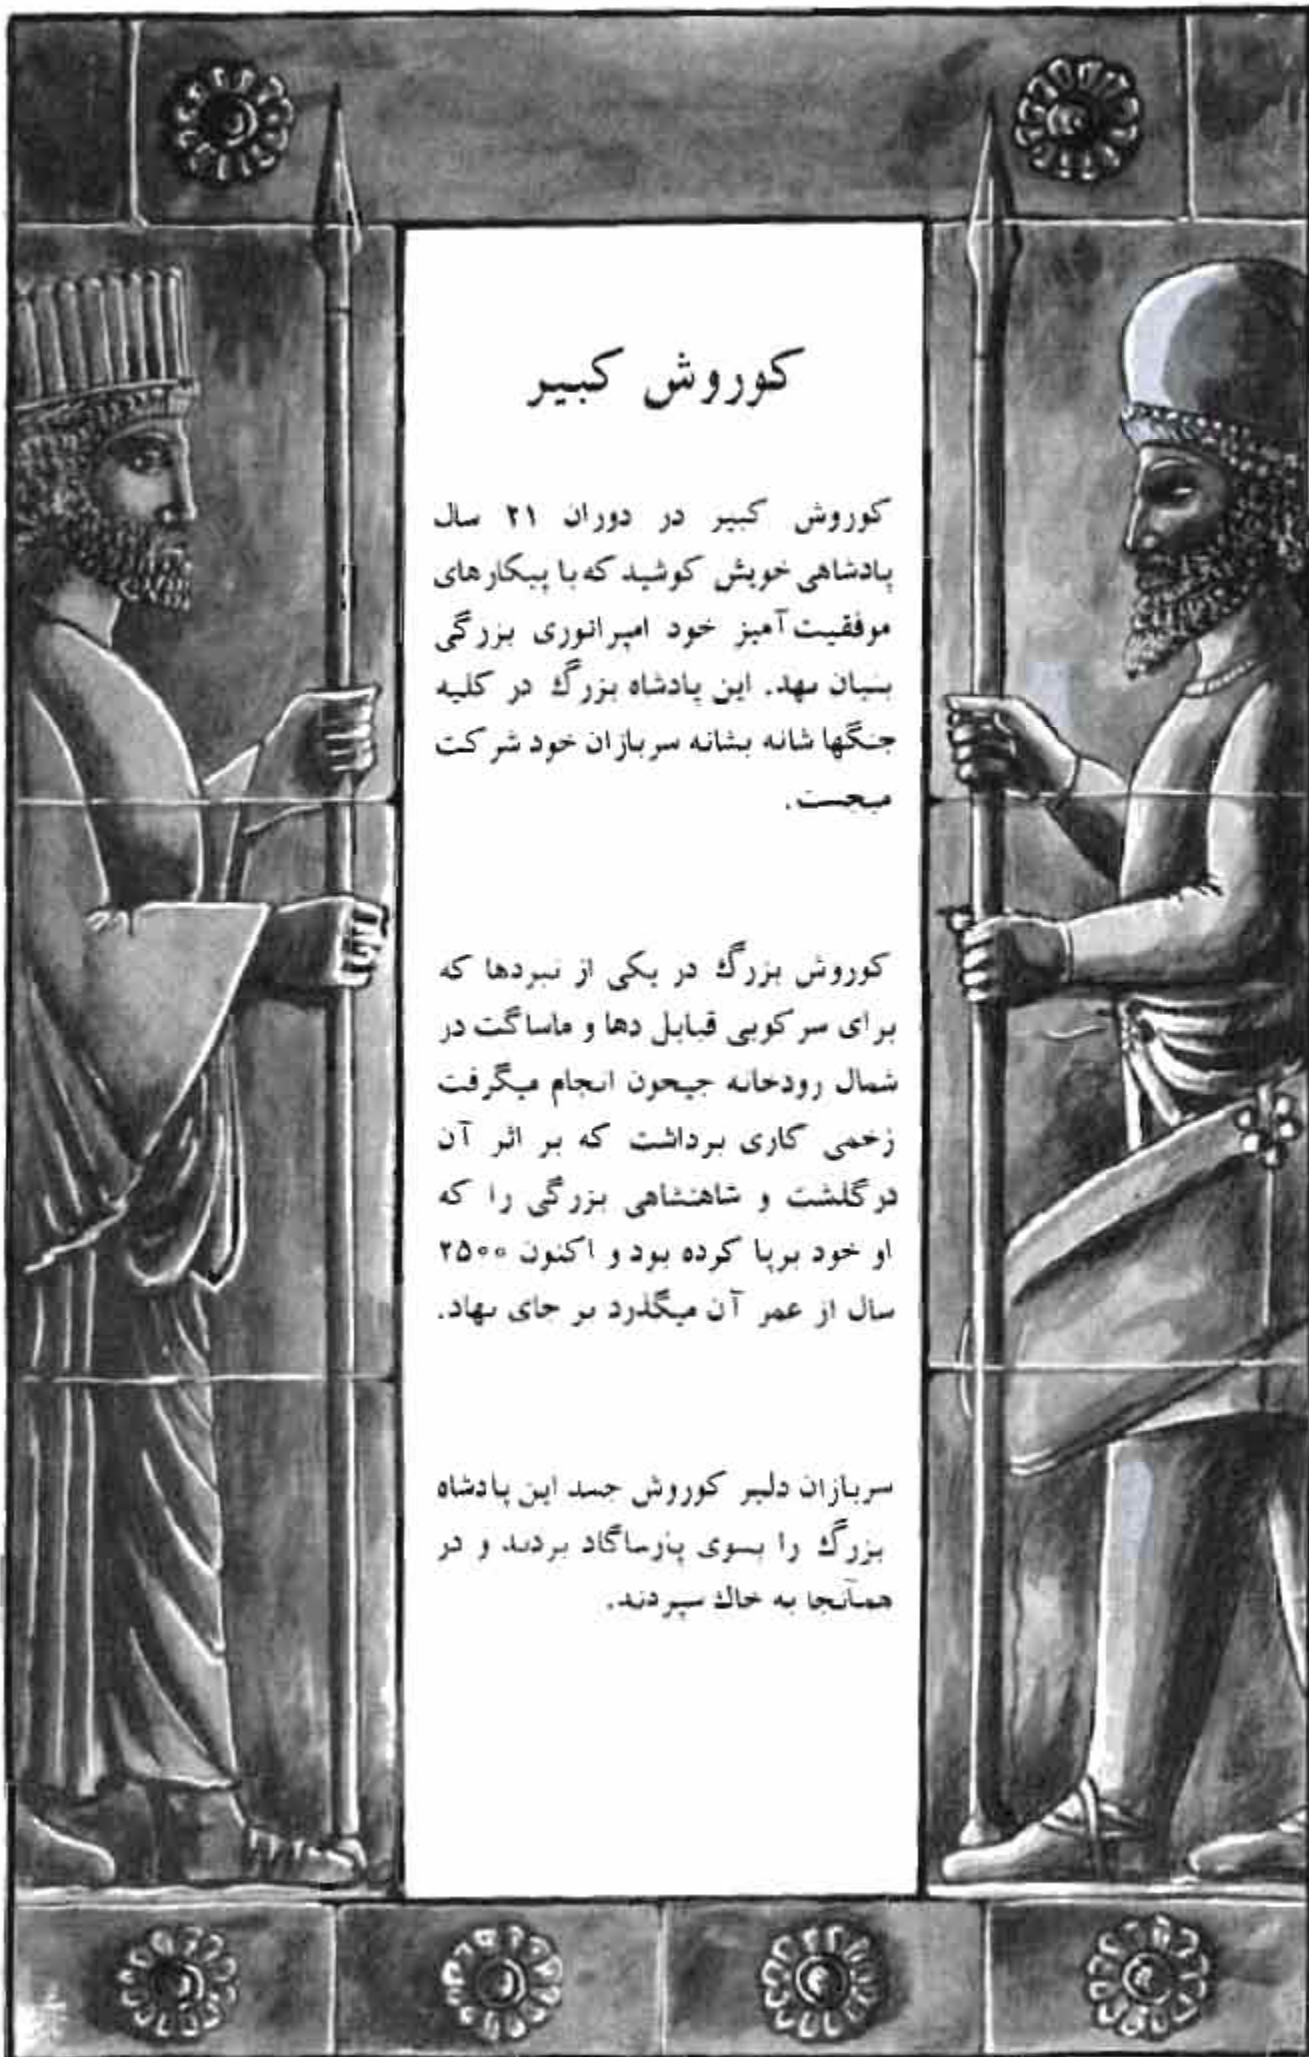 کوروش کبیر
کوروش کبیر در دوران ۲۱ سال
پادشاهی خویش کوشید که با پیکارهای
موفقیت آمیز خود امپراتوری بزرگی
بنیان نهد. این پادشاه بزرگ در کلیه
جنگها شانه بشانه سربازان خود شرکت
میجست.
کوروش بزرگ در یکی از نبردها که
برای سرکوبی قبایل دها و ماساگت در
شمال رودخانه جیحون انجام میگرفت
زخمی کاری برداشت که بر اثر آن
درگذشت و شاهنشاهی بزرگی را که
او خود برپا کرده بود و اکنون ۲۵۰۰
سال از عمر آن میگذرد بر جای نهاد.
سربازان دلیر کوروش جسد این پادشاه
بزرگ را بسوی پازساگاد بردند و در
همآنجا به خاک سپردند.